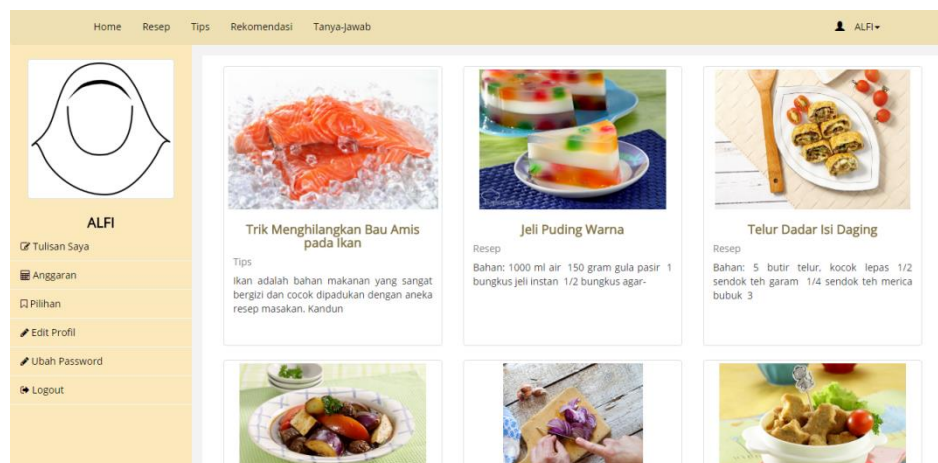 Home Resep Tips Rekomendasi Tanya-Jawab ALFI
ALFI
Tulisan Saya
Anggaran
Pilihan
Edit Profil
Ubah Password
Logout
Trik Menghilangkan Bau Amis
pada Ikan
Tips
Ikan adalah bahan makanan yang sangat
bergizi dan cocok dipadukan dengan aneka
resep masakan. Kandun
Jeli Puding Warna
Resep
Bahan: 1000 ml air 150 gram gula pasir 1
bungkus jeli instan 1/2 bungkus agar-
Telur Dadar Isi Daging
Resep
Bahan: 5 butir telur, kocok lepas 1/2
sendok teh garam 1/4 sendok teh merica
bubuk 3